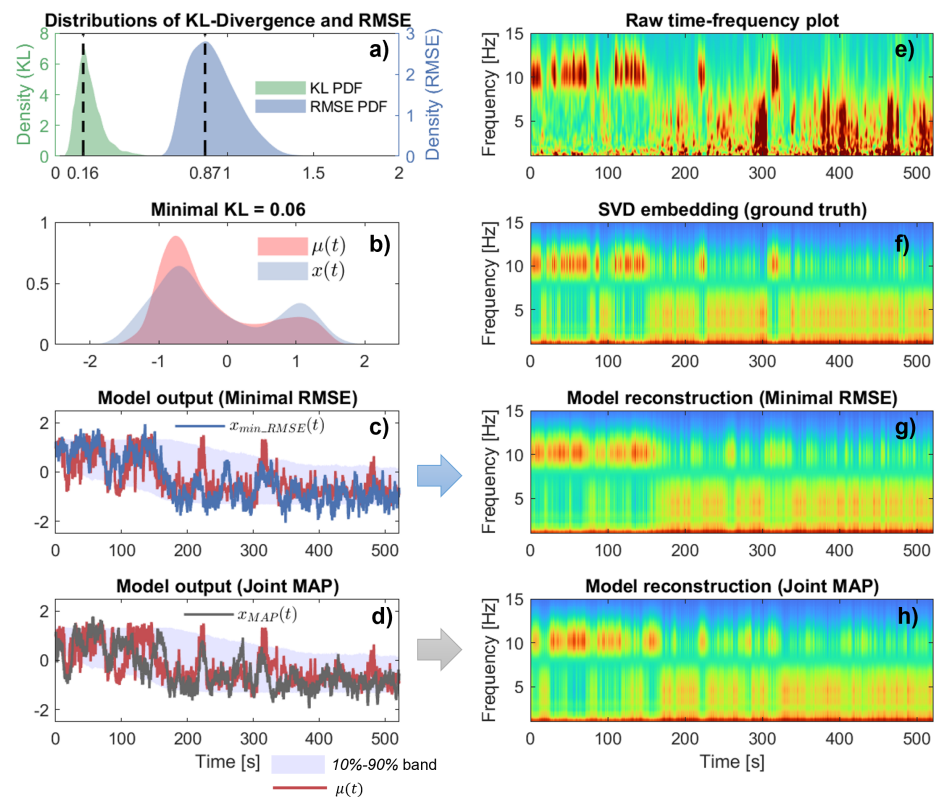 Distributions of KL-Divergence and RMSE
a)
Density (KL)
8
6
4
2
0
KL PDF
RMSE PDF
Density (RMSE)
3
2
1
0
0 0.16 0.871 1.5 2
Minimal KL = 0.06
b)
μ(t)
x(t)
1
0.5
0
-2 -1 0 1 2
Model output (Minimal RMSE)
c)
x_{min_RMSE}(t)
2
0
-2
0 100 200 300 400 500
Model output (Joint MAP)
d)
x_{MAP}(t)
2
0
-2
0 100 200 300 400 500
Time [s]
10%-90% band
μ(t)
Raw time-frequency plot
e)
Frequency [Hz]
15
10
5
0 100 200 300 400 500
SVD embedding (ground truth)
f)
Frequency [Hz]
15
10
5
0 100 200 300 400 500
Model reconstruction (Minimal RMSE)
g)
Frequency [Hz]
15
10
5
0 100 200 300 400 500
Model reconstruction (Joint MAP)
h)
Frequency [Hz]
15
10
5
0 100 200 300 400 500
Time [s]